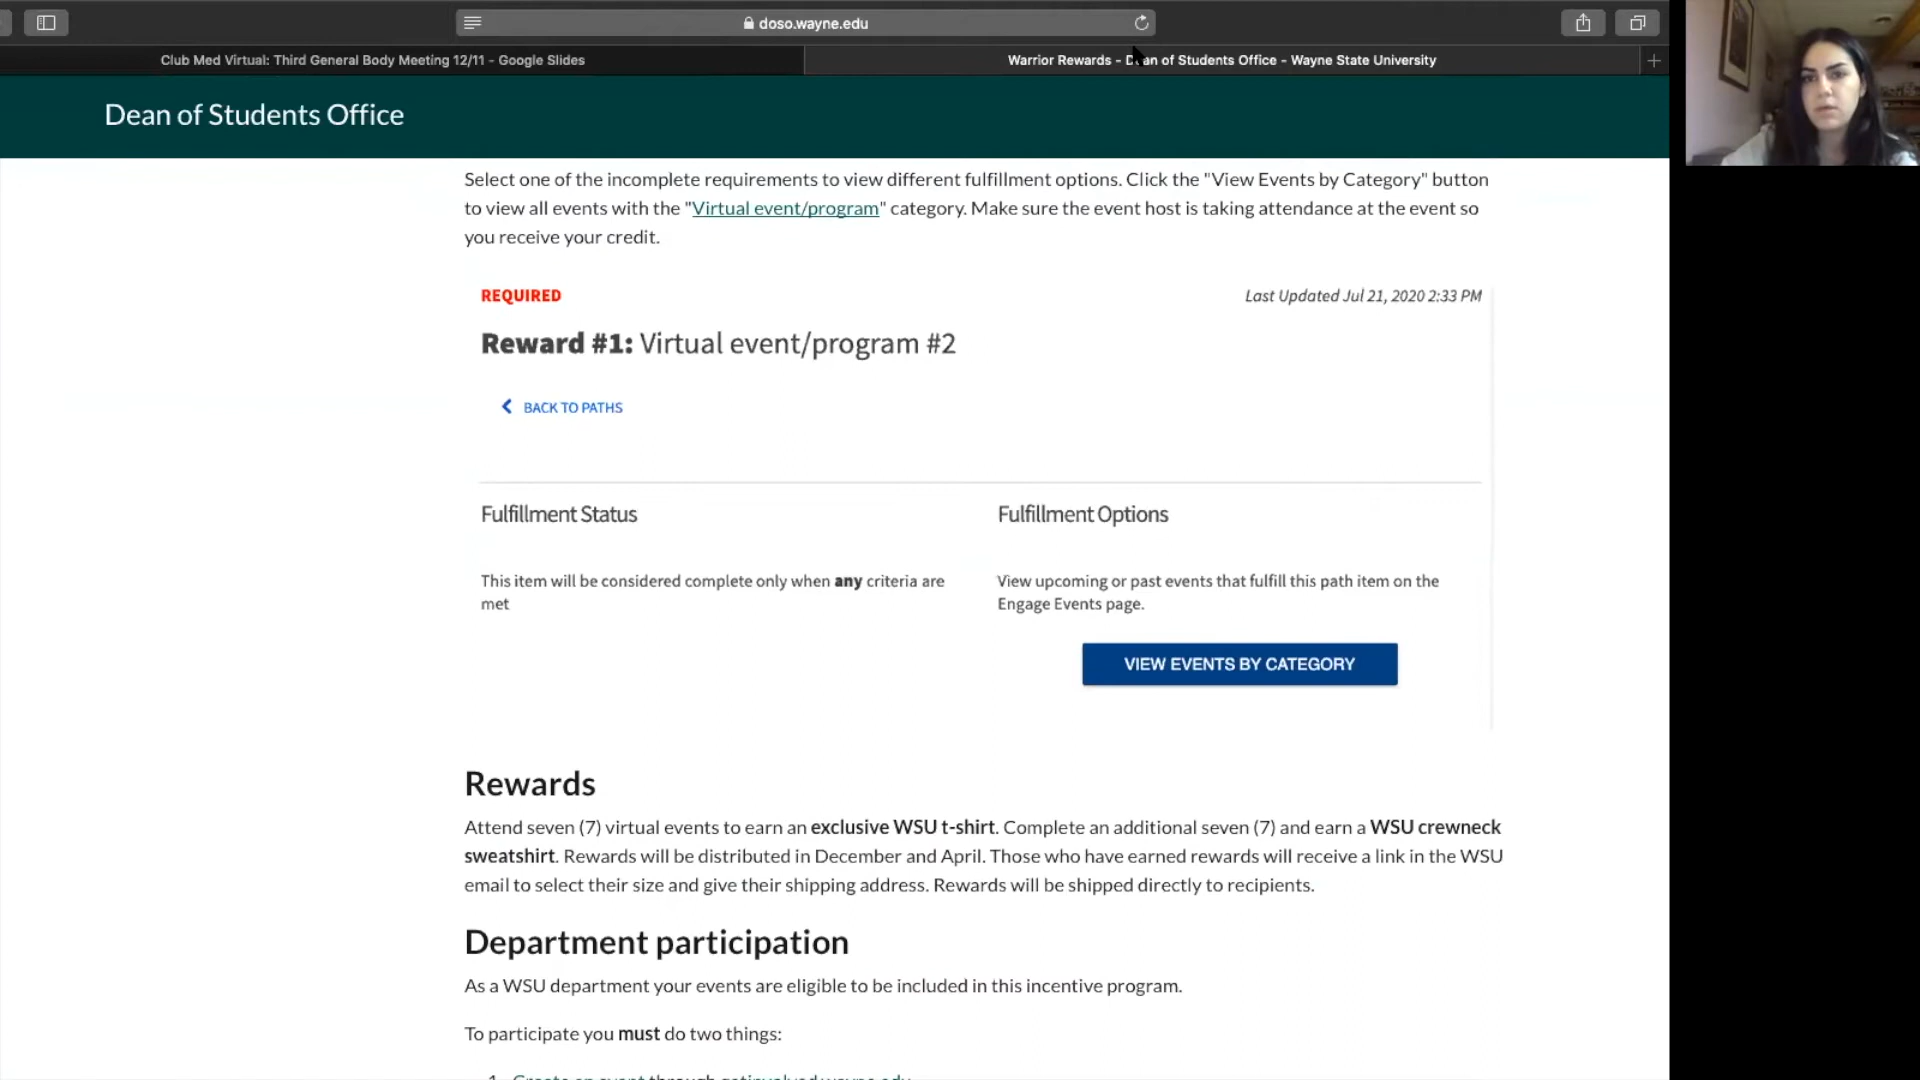 doso.wayne.edu
Club Med Virtual: Third General Body Meeting 12/11 - Google Slides
Warrior Rewards - Dean of Students Office - Wayne State University
Dean of Students Office
Select one of the incomplete requirements to view different fulfillment options. Click the "View Events by Category" button
to view all events with the "Virtual event/program" category. Make sure the event host is taking attendance at the event so
you receive your credit.
REQUIRED
Last Updated Jul 21, 2020 2:33 PM
Reward #1: Virtual event/program #2
BACK TO PATHS
Fulfillment Status
Fulfillment Options
This item will be considered complete only when any criteria are
met
View upcoming or past events that fulfill this path item on the
Engage Events page.
VIEW EVENTS BY CATEGORY
Rewards
Attend seven (7) virtual events to earn an exclusive WSU t-shirt. Complete an additional seven (7) and earn a WSU crewneck
sweatshirt. Rewards will be distributed in December and April. Those who have earned rewards will receive a link in the WSU
email to select their size and give their shipping address. Rewards will be shipped directly to recipients.
Department participation
As a WSU department your events are eligible to be included in this incentive program.
To participate you must do two things:
1. Create an event through getinvolved.wayne.edu